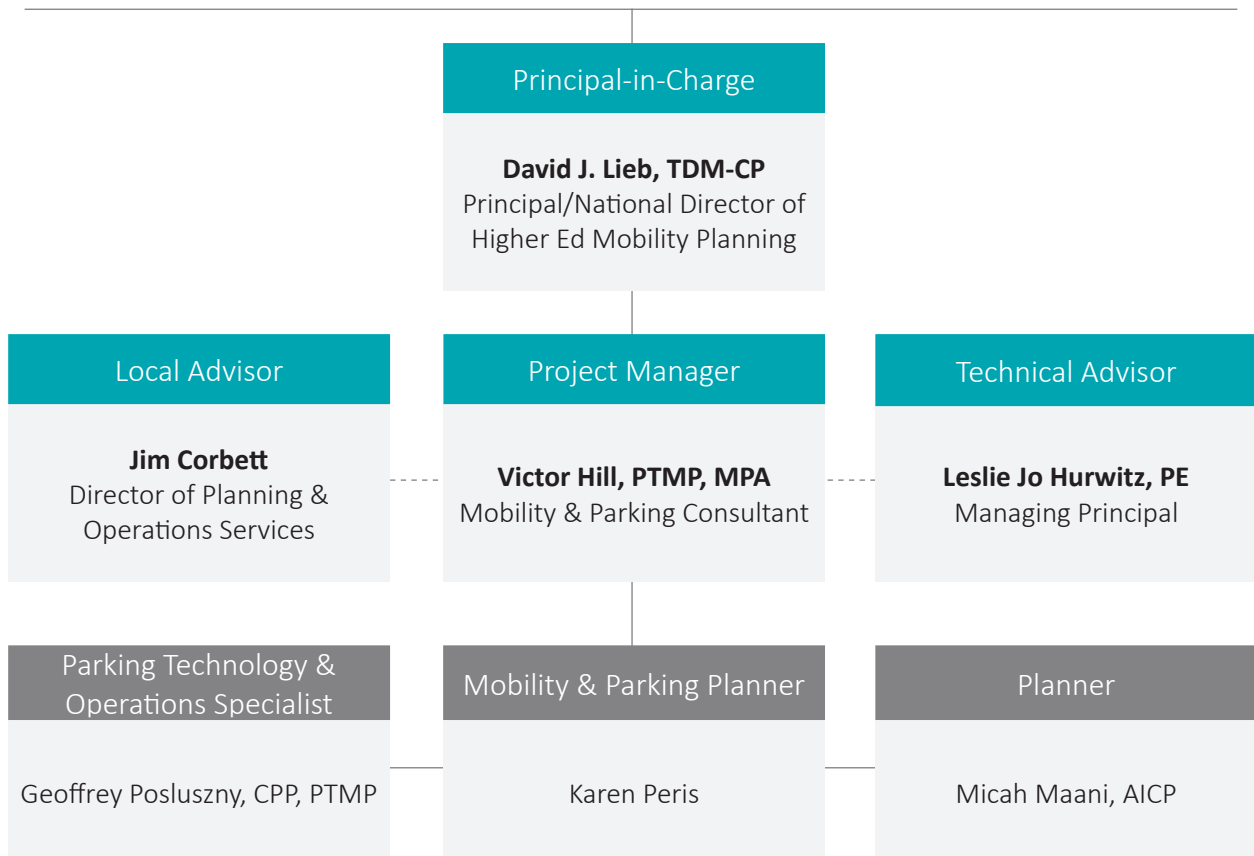 Principal-in-Charge
David J. Lieb, TDM-CP
Principal/National Director of
Higher Ed Mobility Planning
Local Advisor
Jim Corbett
Director of Planning &
Operations Services
Project Manager
Victor Hill, PTMP, MPA
Mobility & Parking Consultant
Technical Advisor
Leslie Jo Hurwitz, PE
Managing Principal
Parking Technology &
Operations Specialist
Geoffrey Posluszny, CPP, PTMP
Mobility & Parking Planner
Karen Peris
Planner
Micah Maani, AICP